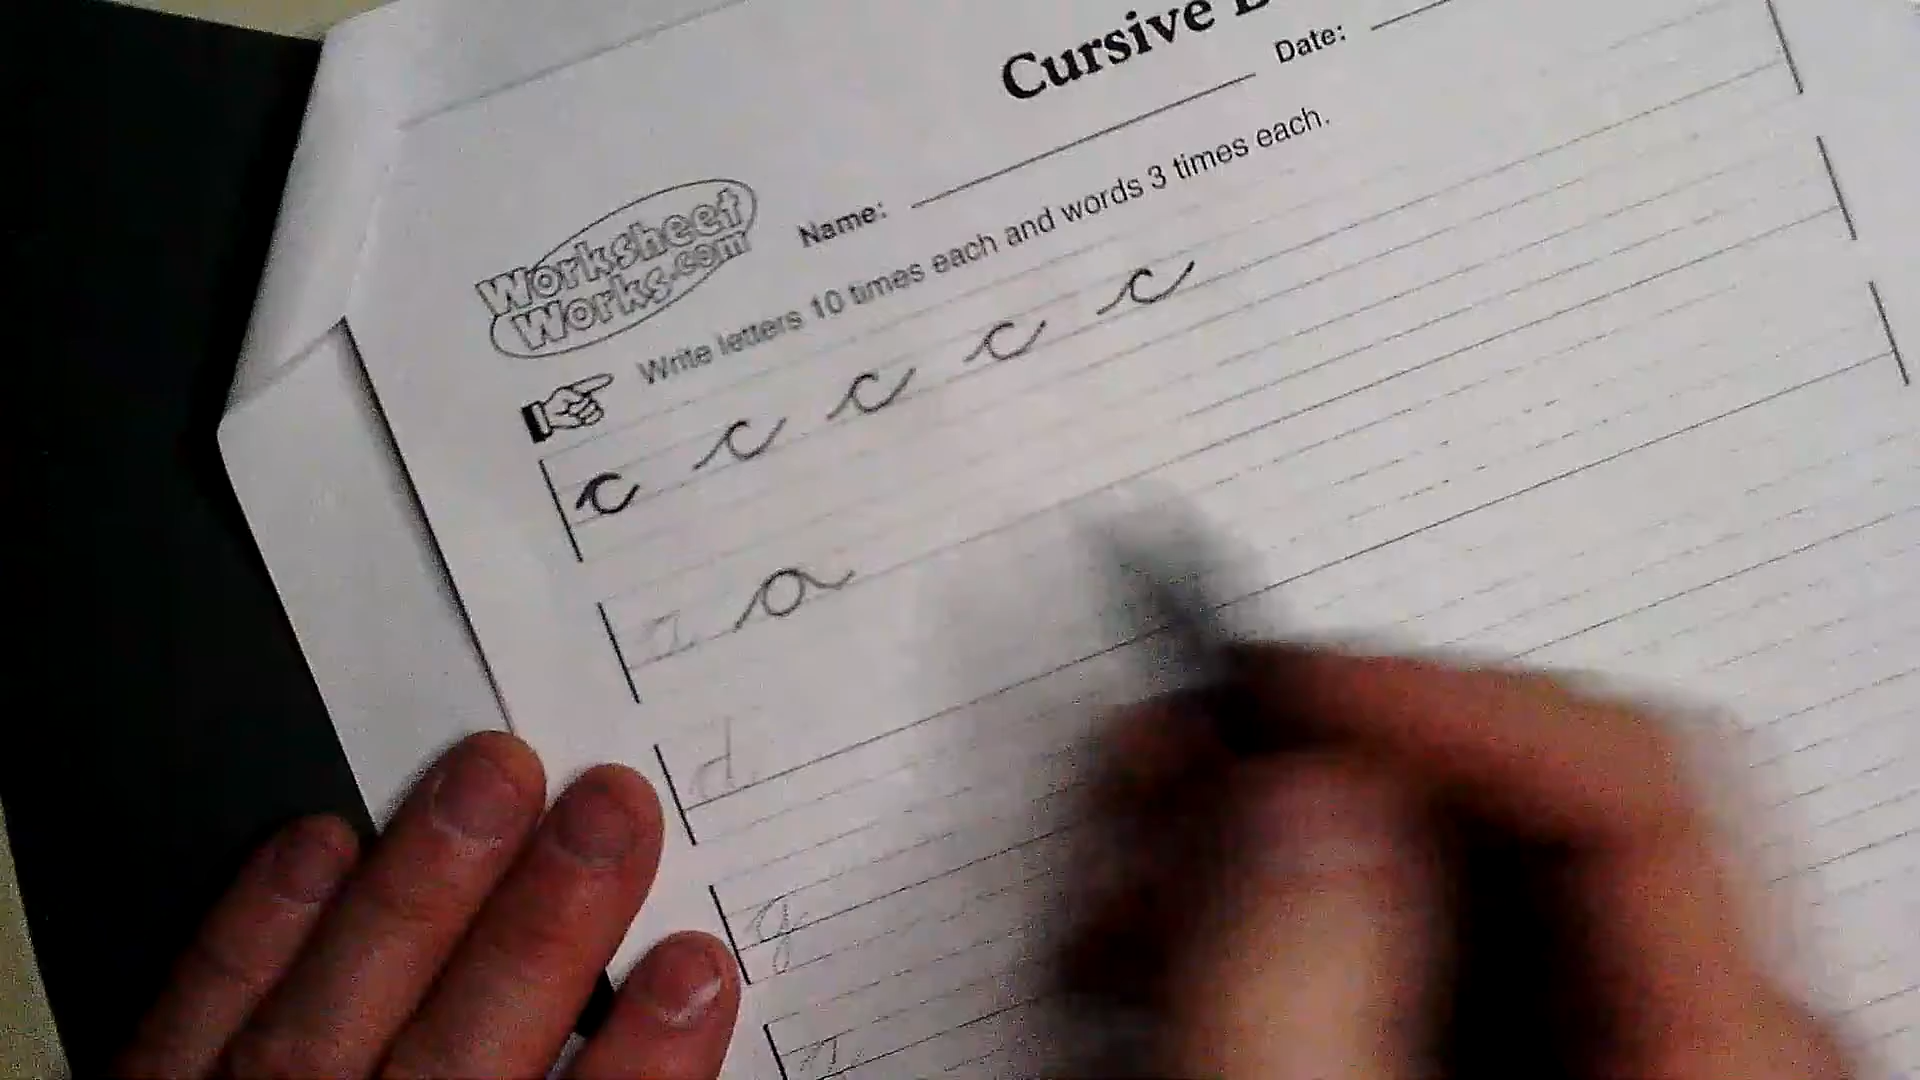 Cursive
Worksheet
Works.com
Name: Date:
Write letters 10 times each and words 3 times each.
c c c c c
a
d
g